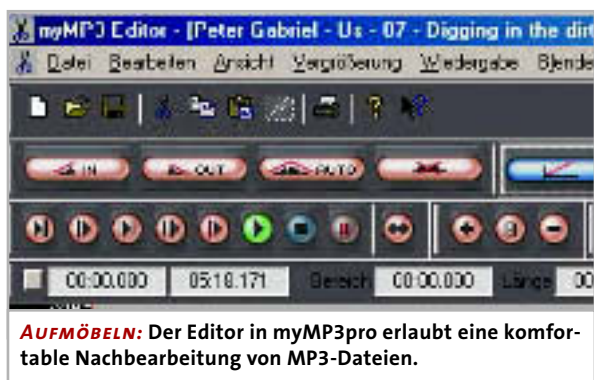 myMP3 Editor - [Peter Gabriel - Us - 07 - Digging in the dirt
Datei Bearbeiten Ansicht Vergrößerung Wiedergabe Blende
IN OUT AUTO
00:00.000 05:18.171 Bereich 00:00.000 Länge 00
AUFMÖBELN: Der Editor in myMP3pro erlaubt eine komfor-
table Nachbearbeitung von MP3-Dateien.